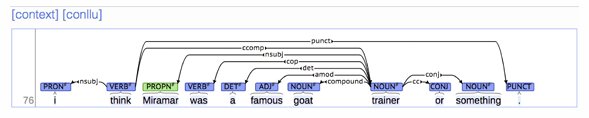 [context] [conllu]
punct
ccomp
nsubj
cop
det
amod
nsubj compound cc conj
PRON# VERB# PROPN# VERB# DET# ADJ# NOUN# NOUN# CONJ NOUN# PUNCT
76 i think Miramar was a famous goat trainer or something .